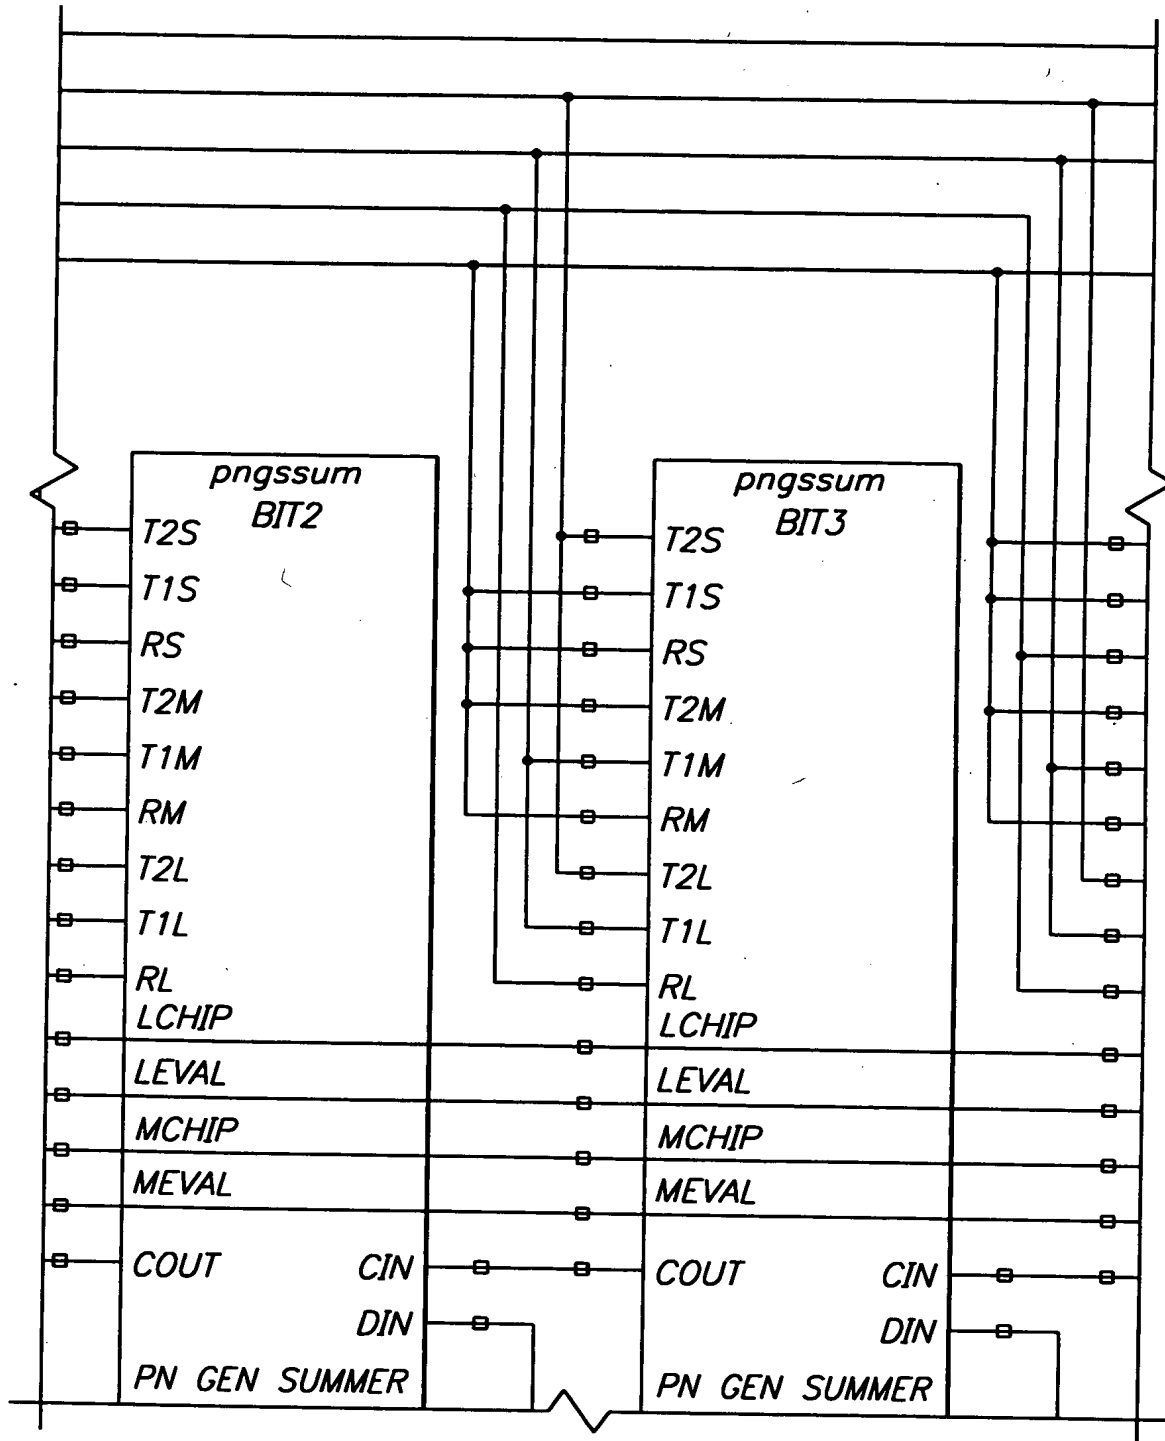 pngssum
BIT2
T2S
T1S
RS
T2M
T1M
RM
T2L
T1L
RL
LCHIP
LEVAL
MCHIP
MEVAL
COUT CIN
DIN
PN GEN SUMMER
pngssum
BIT3
T2S
T1S
RS
T2M
T1M
RM
T2L
T1L
RL
LCHIP
LEVAL
MCHIP
MEVAL
COUT CIN
DIN
PN GEN SUMMER